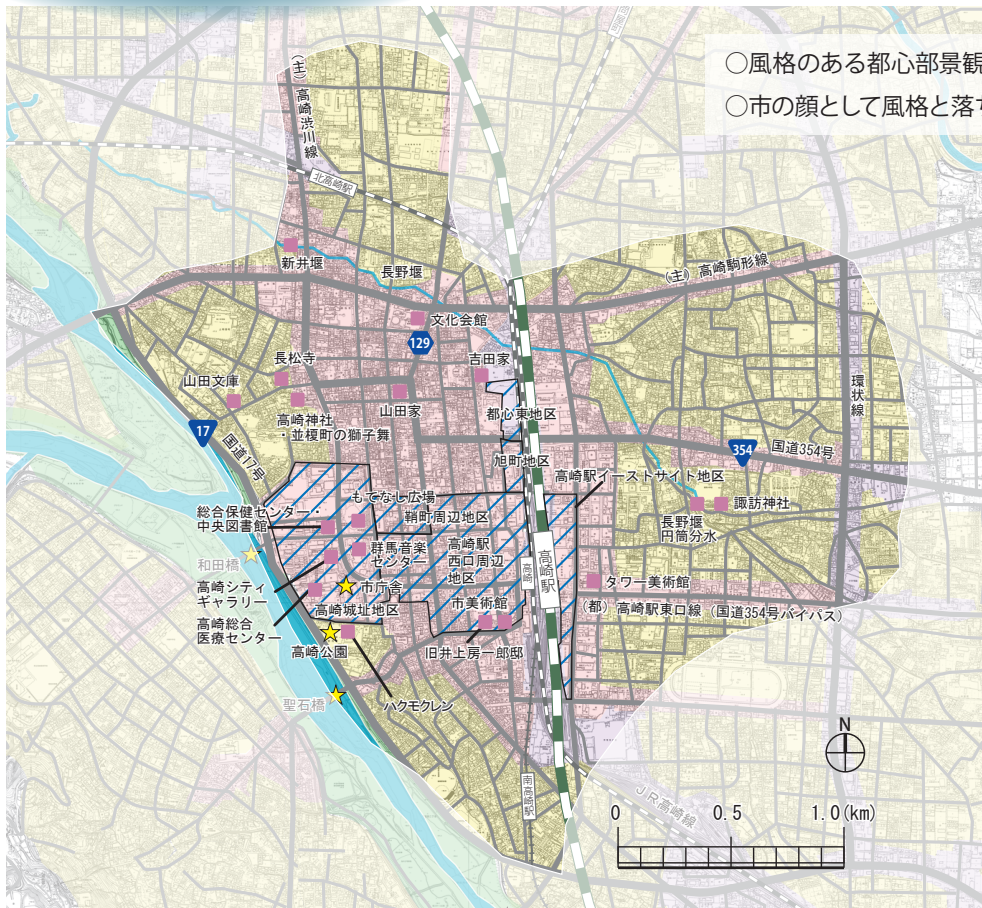 ○風格のある都心部景観
○市の顔として風格と落
(主)高崎渋川線
北高崎駅
新井堰
長野堰
(主)高崎駒形線
文化会館
129
長松寺
吉田家
山田文庫
環状線
高崎神社
・並榎町の獅子舞
山田家
都心東地区
17
国道17号
旭町地区
354
国道354号
高崎駅イーストサイト地区
総合保健センター・
中央図書館
もてなし広場
鞘町周辺地区
長野堰
円筒分水
諏訪神社
群馬音楽
センター
高崎駅
西口周辺
地区
高崎
高崎駅
和田橋
高崎シティ
ギャラリー
市庁舎
タワー美術館
高崎総合
医療センター
高崎城址地区
市美術館
(都)高崎駅東口線(国道354号バイパス)
高崎公園
旧井上房一郎邸
聖石橋
ハクモクレン
N
南高崎駅
JR高崎線
0 0.5 1.0(km)